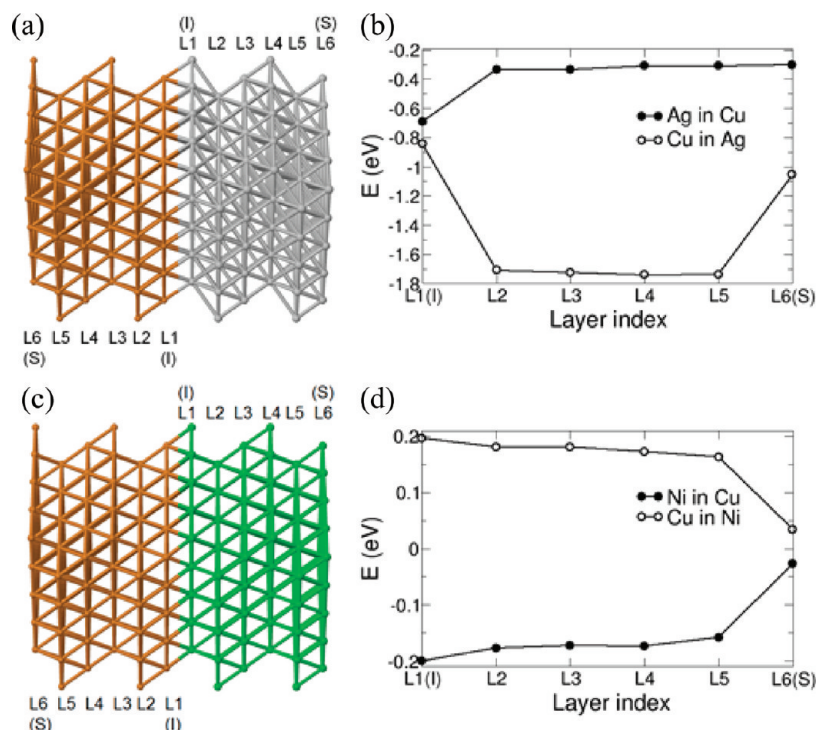 (a)
(I) (S)
L1 L2 L3 L4 L5 L6
L6 L5 L4 L3 L2 L1
(S) (I)
(b)
-0.2
-0.4
-0.6
-0.8
-1
-1.2
-1.4
-1.6
-1.8
E (eV)
Ag in Cu
Cu in Ag
L1(I) L2 L3 L4 L5 L6(S)
Layer index
(c)
(I) (S)
L1 L2 L3 L4 L5 L6
L6 L5 L4 L3 L2 L1
(S) (I)
(d)
0.2
0.1
0
-0.1
-0.2
E (eV)
Ni in Cu
Cu in Ni
L1(I) L2 L3 L4 L5 L6(S)
Layer index